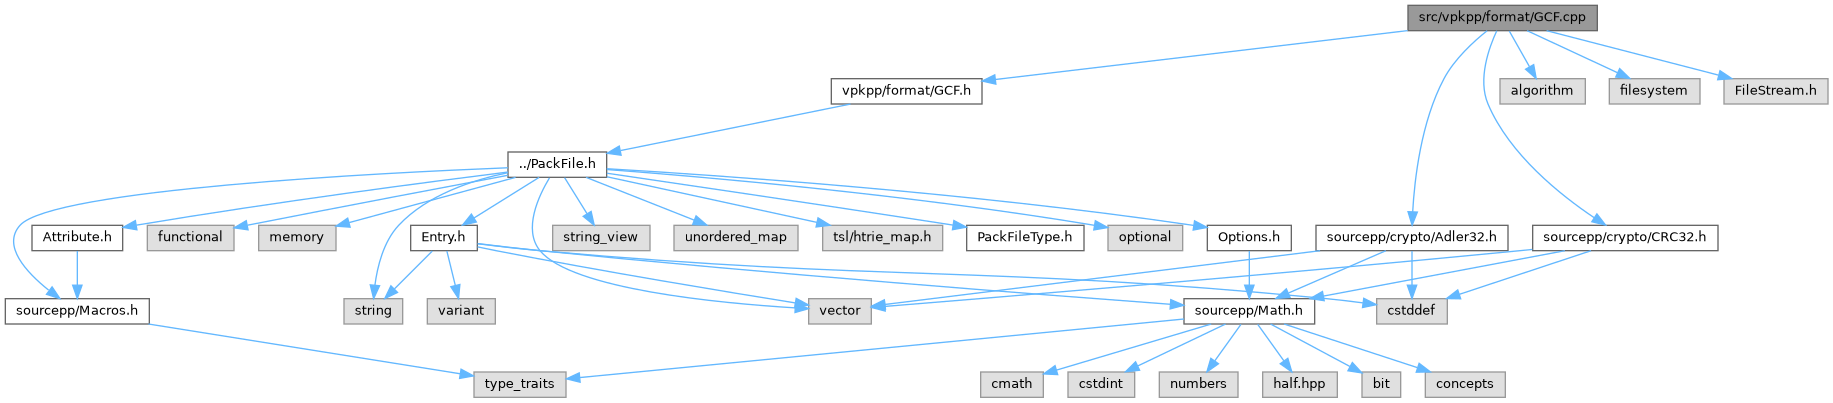 src/vpkpp/format/GCF.cpp
vpkpp/format/GCF.h
algorithm
filesystem
FileStream.h
../PackFile.h
Attribute.h
functional
memory
Entry.h
string_view
unordered_map
tsl/htrie_map.h
PackFileType.h
optional
Options.h
sourcepp/crypto/Adler32.h
sourcepp/crypto/CRC32.h
sourcepp/Macros.h
string
variant
vector
sourcepp/Math.h
cstddef
type_traits
cmath
cstdint
numbers
half.hpp
bit
concepts